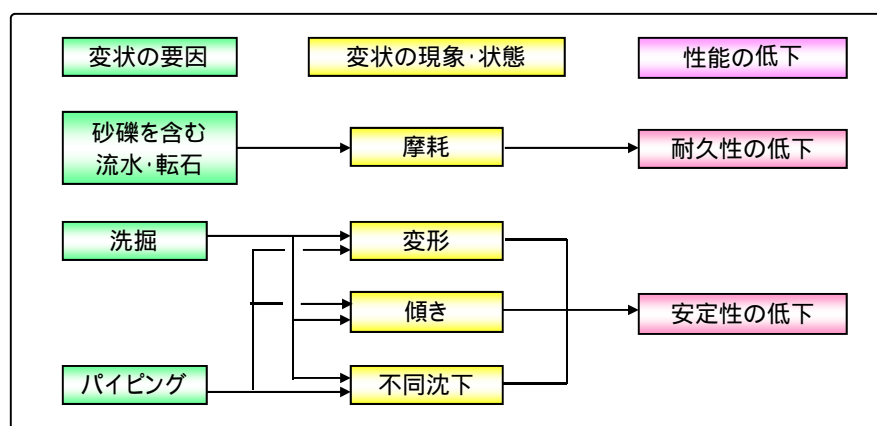 変状の要因
変状の現象・状態
性能の低下
砂礫を含む
流水・転石
摩耗
耐久性の低下
洗掘
変形
傾き
安定性の低下
パイピング
不同沈下